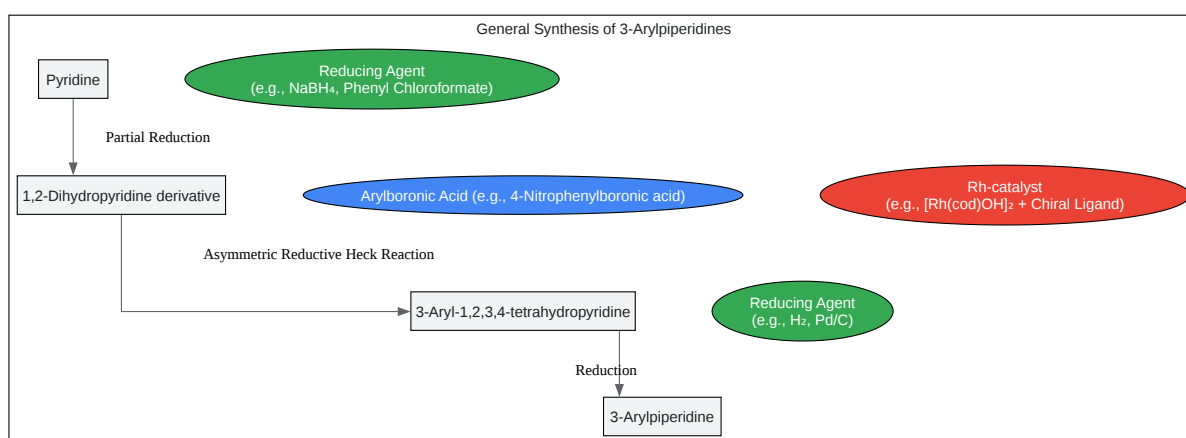 General Synthesis of 3-Arylpiperidines
Pyridine
Reducing Agent
(e.g., NaBH₄, Phenyl Chloroformate)
Partial Reduction
1,2-Dihydropyridine derivative
Arylboronic Acid (e.g., 4-Nitrophenylboronic acid)
Rh-catalyst
(e.g., [Rh(cod)OH]₂ + Chiral Ligand)
Asymmetric Reductive Heck Reaction
3-Aryl-1,2,3,4-tetrahydropyridine
Reducing Agent
(e.g., H₂, Pd/C)
Reduction
3-Arylpiperidine